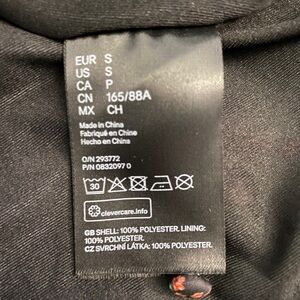 EUR S
US S
CA P
CN 165/88A
MX CH
Made in China
Fabriqué en Chine
Hecho en China
O/N 293772
P/N 0832097 0
30
clevercare.info
GB SHELL: 100% POLYESTER. LINING:
100% POLYESTER.
CZ SVRCHNÍ LÁTKA: 100% POLYESTER.